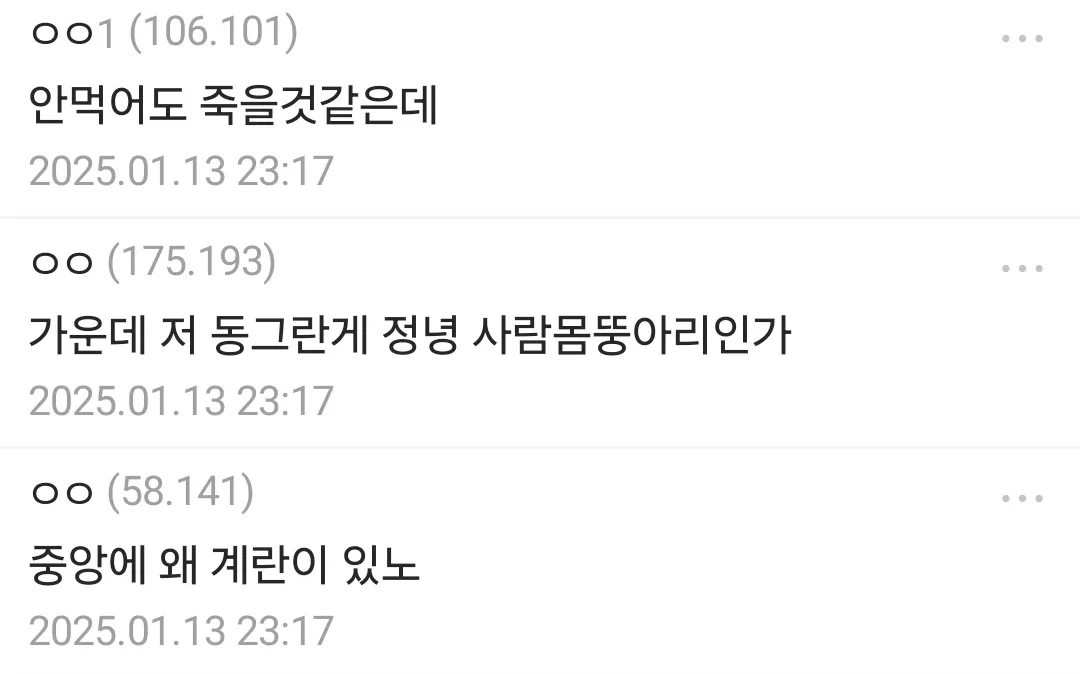 ㅇㅇ1 (106.101)
안먹어도 죽을것같은데
2025.01.13 23:17
ㅇㅇ (175.193)
가운데 저 동그란게 정녕 사람몸뚱아리인가
2025.01.13 23:17
ㅇㅇ (58.141)
중앙에 왜 계란이 있노
2025.01.13 23:17